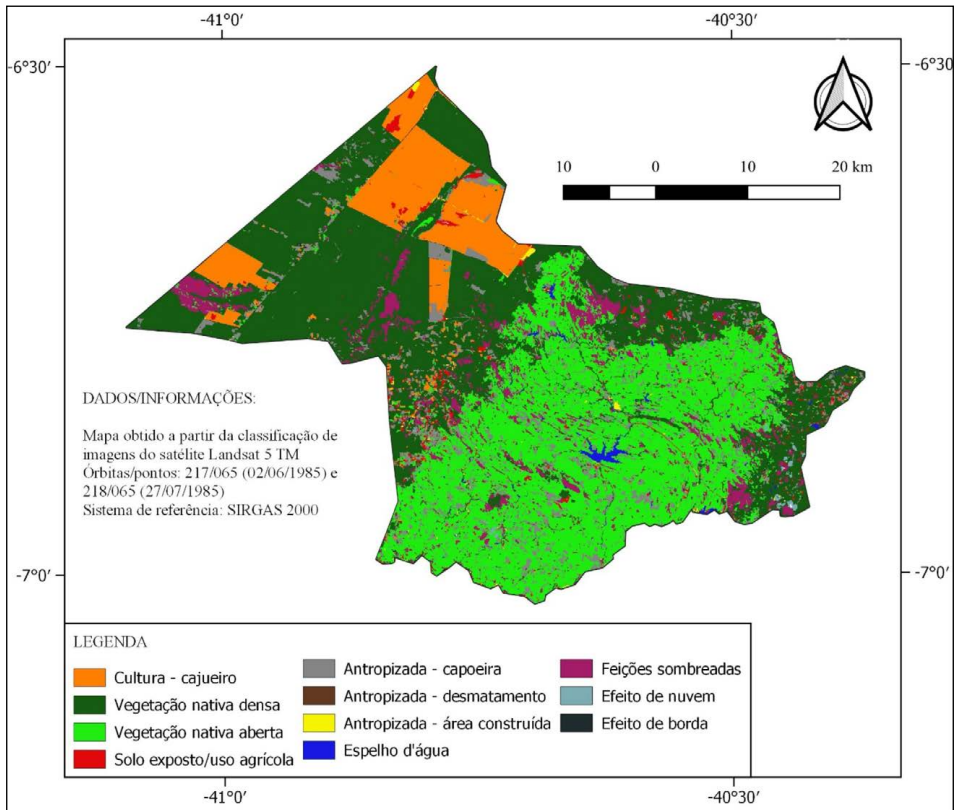 -41°0′
-40°30′
-6°30′
-6°30
10 0 10 20 km
DADOS/INFORMAÇÕES:
Mapa obtido a partir da classificação de
imagens do satélite Landsat 5 TM
Órbitas/pontos: 217/065 (02/06/1985) e
218/065 (27/07/1985)
Sistema de referência: SIRGAS 2000
-7°0′
-7°0′
LEGENDA
Cultura - cajueiro
Vegetação nativa densa
Vegetação nativa aberta
Solo exposto/uso agrícola
Antropizada - capoeira
Antropizada - desmatamento
Antropizada - área construída
Espelho d'água
Feições sombreadas
Efeito de nuvem
Efeito de borda
-41°0′
-40°30′